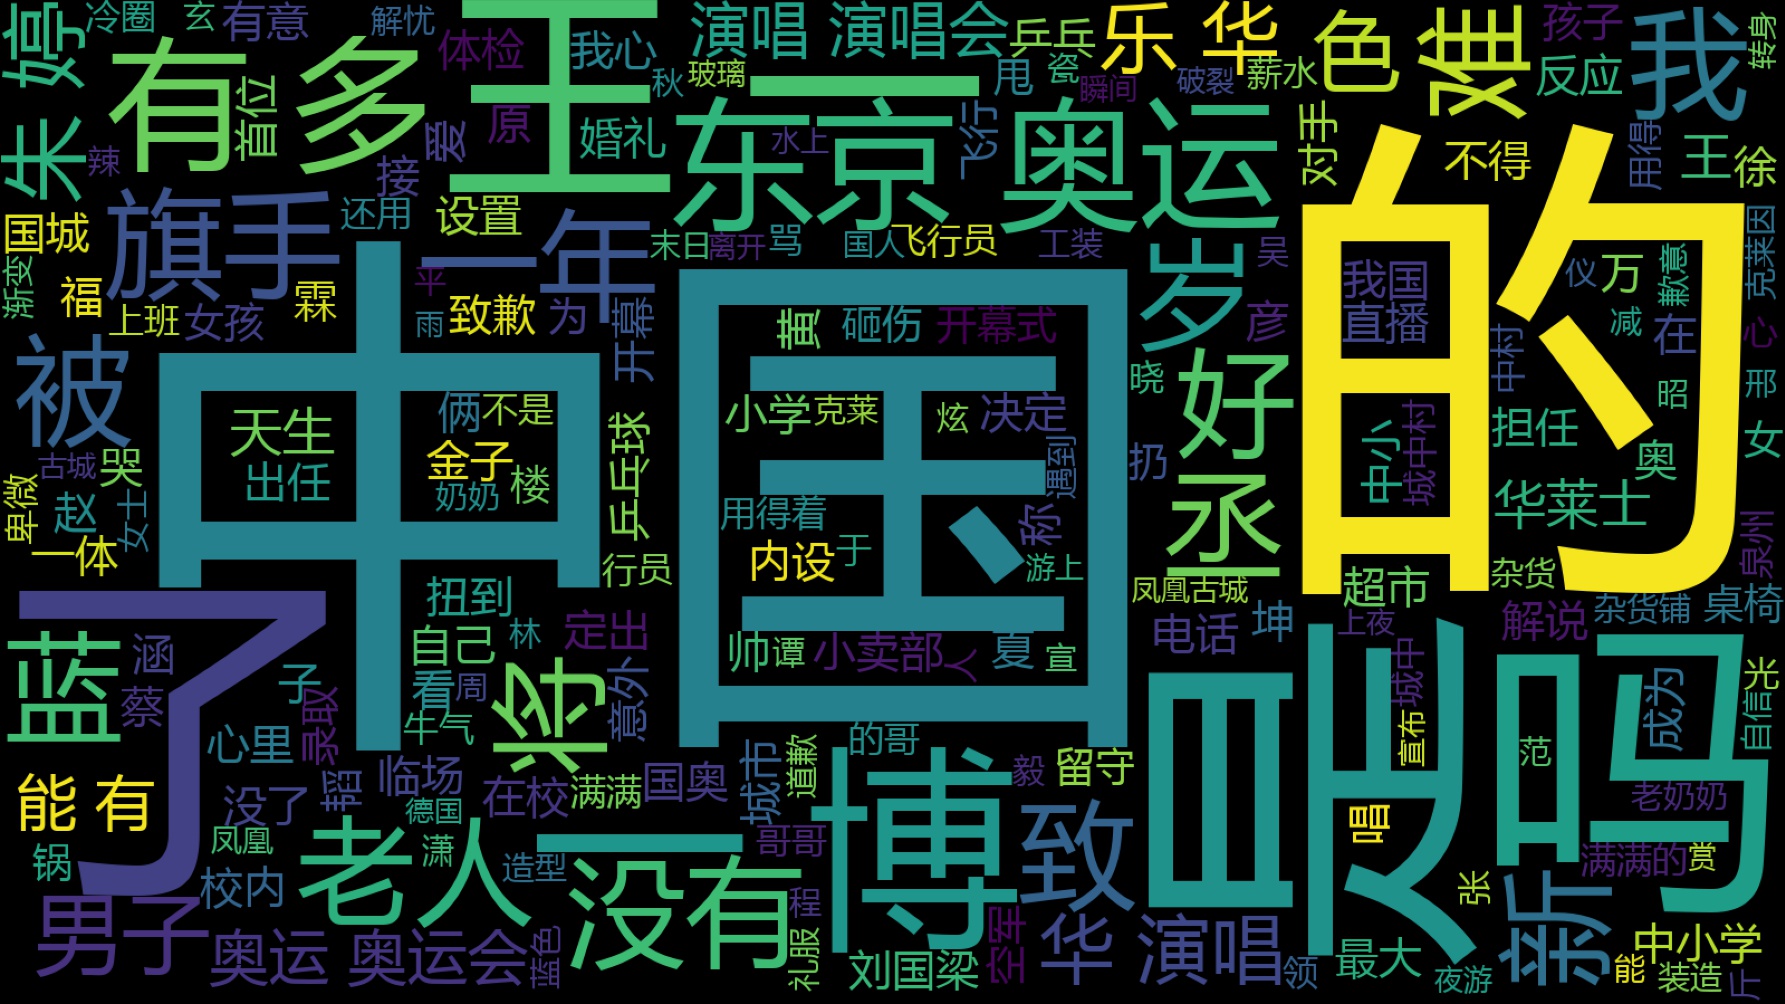 婷 冷圈 玄 有意 解忧 王 演唱 演唱会 乒乓 乐 华 色 难 孩子 我 转身
体检 我心 反应
朱 有 多 首位 爱 原 秋 玻璃 甩 瓷 瞬间 破裂 薪水
辣 接 婚礼 一 东京 奥运 水上 飞行 对手 不得 用得 王 徐
国城 旗手 还用 设置 一 年 末日 离开 骂 国人 飞行员 工装 岁 吴 的 我国 仪 万 歉意 克莱因
渐变 福 上班 女孩 霖 平 雨 致歉 为 开幕 黄 砸伤 开幕式 彦 直播 减 在 心
被 中国 俩 不是 小学 克莱 炫 决定 晓 好 中村 昭 邢
天生 金子 乒乓球 遇到 扔 中小 城中村 担任 奥 女
古城 哭 出任 奶奶 楼 用得着 称 丞 华莱士
卑微 赵 女士 一体 行员 内设 于 游上 凤凰古城 超市 杂货 泉州
了 扭到 电话 坤 上夜 解说 杂货铺 桌椅
蓝 涵 自己 林 定出 帅 谭 小卖部 人 夏 宣 吗
蔡 子 录取 看 周 将 意外 目 城中 成为 光
心里 牛气 的哥 宣布 范 自信
能 有 没了 韬 临场 在校 满满 国奥 城市 道歉 博 毅 留守 唱 老奶奶
锅 凤凰 校内 德国 老人 潇 造型 一 没有 哥哥 致 尽 张 满满的 赏
男子 奥运 奥运会 蓝色 程 礼服 刘国梁 空军 华 演唱 领 最大 夜游 新 能 中小学 装造 斤